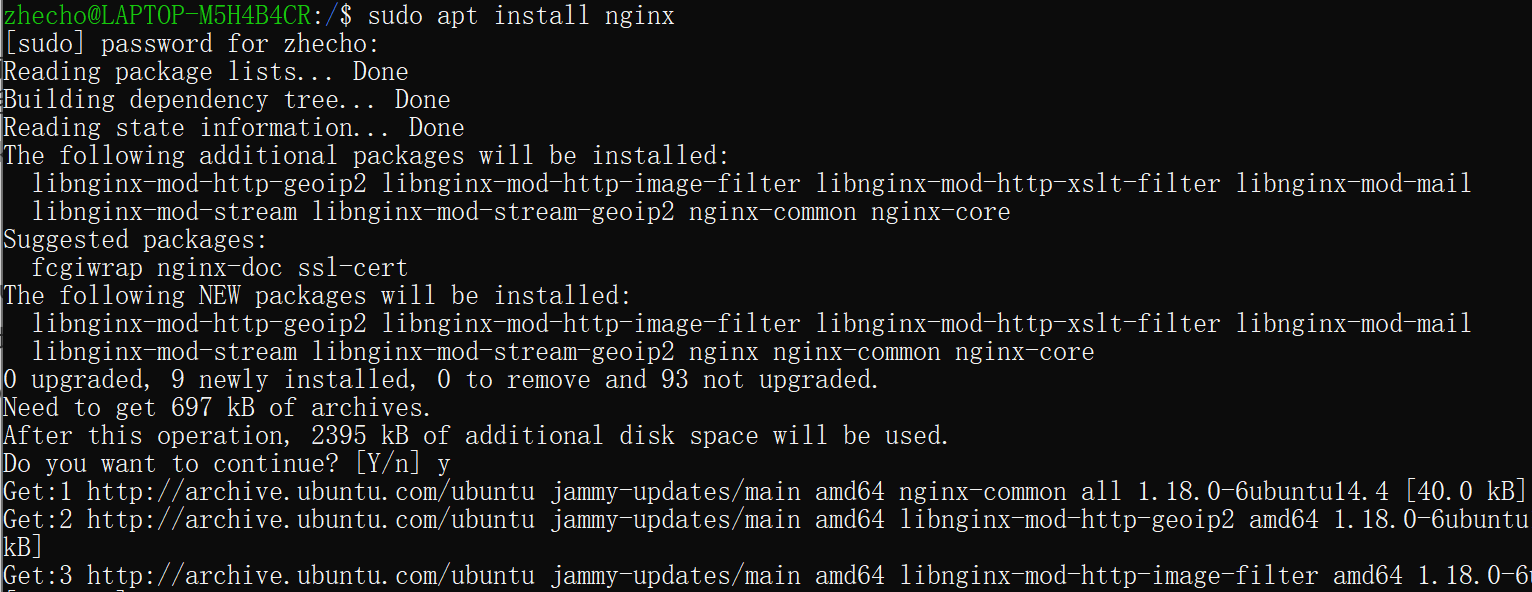 zhecho@LAPTOP-M5H4B4CR:/$ sudo apt install nginx
[sudo] password for zhecho:
Reading package lists... Done
Building dependency tree... Done
Reading state information... Done
The following additional packages will be installed:
  libnginx-mod-http-geoip2 libnginx-mod-http-image-filter libnginx-mod-http-xslt-filter libnginx-mod-mail
  libnginx-mod-stream libnginx-mod-stream-geoip2 nginx-common nginx-core
Suggested packages:
  fcgiwrap nginx-doc ssl-cert
The following NEW packages will be installed:
  libnginx-mod-http-geoip2 libnginx-mod-http-image-filter libnginx-mod-http-xslt-filter libnginx-mod-mail
  libnginx-mod-stream libnginx-mod-stream-geoip2 nginx nginx-common nginx-core
0 upgraded, 9 newly installed, 0 to remove and 93 not upgraded.
Need to get 697 kB of archives.
After this operation, 2395 kB of additional disk space will be used.
Do you want to continue? [Y/n] y
Get:1 http://archive.ubuntu.com/ubuntu jammy-updates/main amd64 nginx-common all 1.18.0-6ubuntu14.4 [40.0 kB]
Get:2 http://archive.ubuntu.com/ubuntu jammy-updates/main amd64 libnginx-mod-http-geoip2 amd64 1.18.0-6ubuntu
kB]
Get:3 http://archive.ubuntu.com/ubuntu jammy-updates/main amd64 libnginx-mod-http-image-filter amd64 1.18.0-6